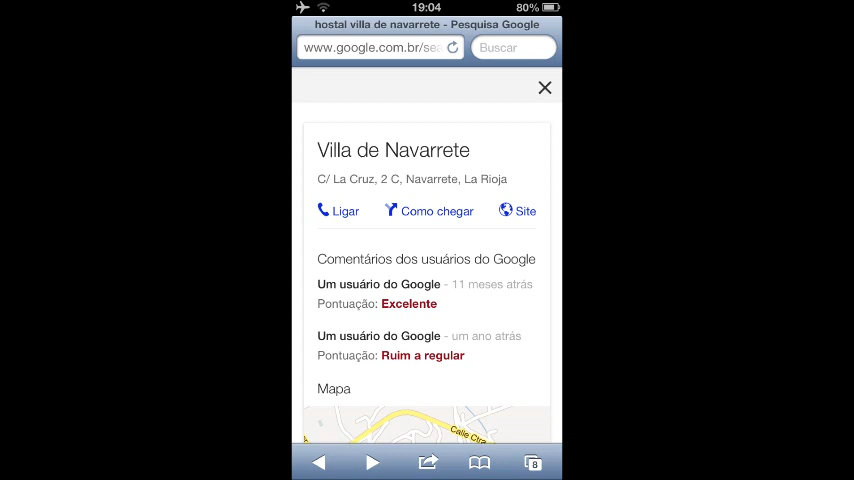 19:04 80%
hostal villa de navarrete - Pesquisa Google
www.google.com.br/sea Buscar
Villa de Navarrete
C/ La Cruz, 2 C, Navarrete, La Rioja
Ligar Como chegar Site
Comentários dos usuários do Google
Um usuário do Google - 11 meses atrás
Pontuação: Excelente
Um usuário do Google - um ano atrás
Pontuação: Ruim a regular
Mapa
Calle Ctra
8